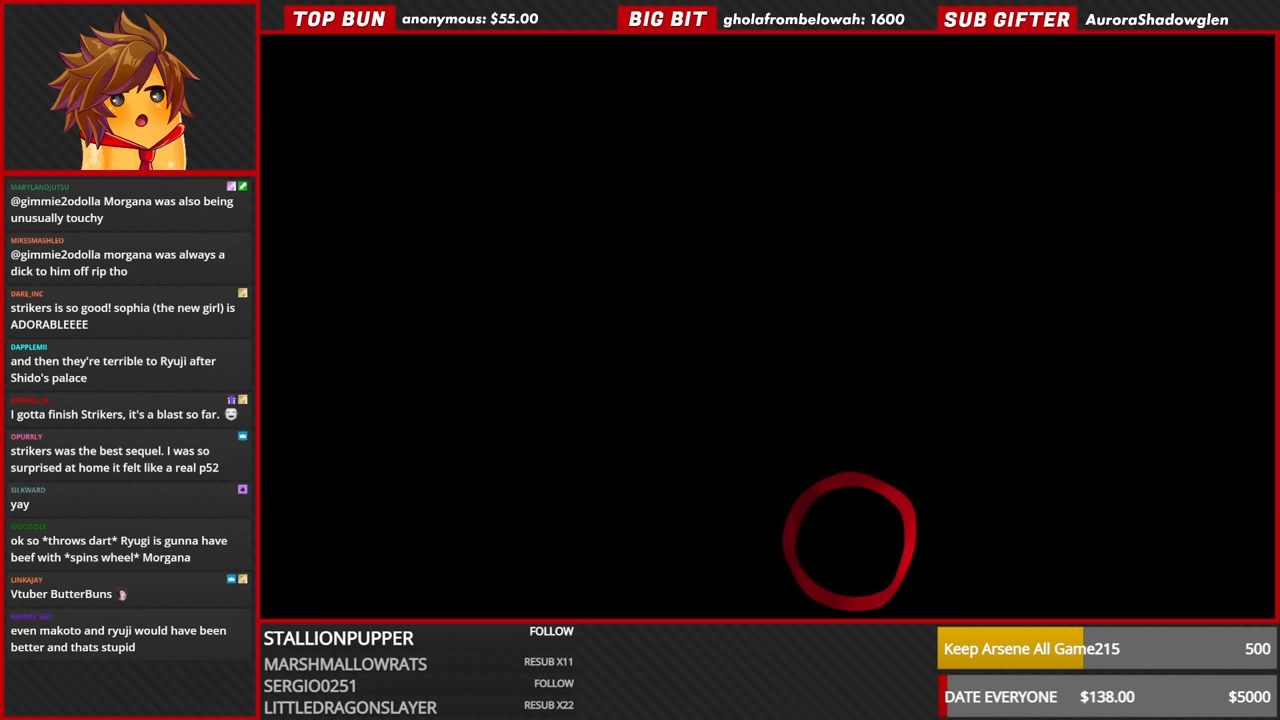 TOP BUN anonymous: $55.00 BIG BIT gholafrombelowah: 1600 SUB GIFTER AuroraShadowglen
MARYLANDJUTSU
@gimmie2odolla Morgana was also being
unusually touchy
MIKESMASHLEO
@gimmie2odolla morgana was always a
dick to him off rip tho
DARE_INC
strikers is so good! sophia (the new girl) is
ADORABLEEEE
DAPPLEMII
and then they're terrible to Ryuji after
Shido's palace
I gotta finish Strikers, it's a blast so far.
OPURRLY
strikers was the best sequel. I was so
surprised at home it felt like a real p52
SILKWARD
yay
WOODZIEE
ok so *throws dart* Ryugi is gunna have
beef with *spins wheel* Morgana
LINKAJAY
Vtuber ButterBuns
even makoto and ryuji would have been
better and thats stupid
STALLIONPUPPER FOLLOW
MARSHMALLOWRATS RESUB X11
SERGIO0251 FOLLOW
LITTLEDRAGONSLAYER RESUB X22
Keep Arsene All Game215 500
DATE EVERYONE $138.00 $5000